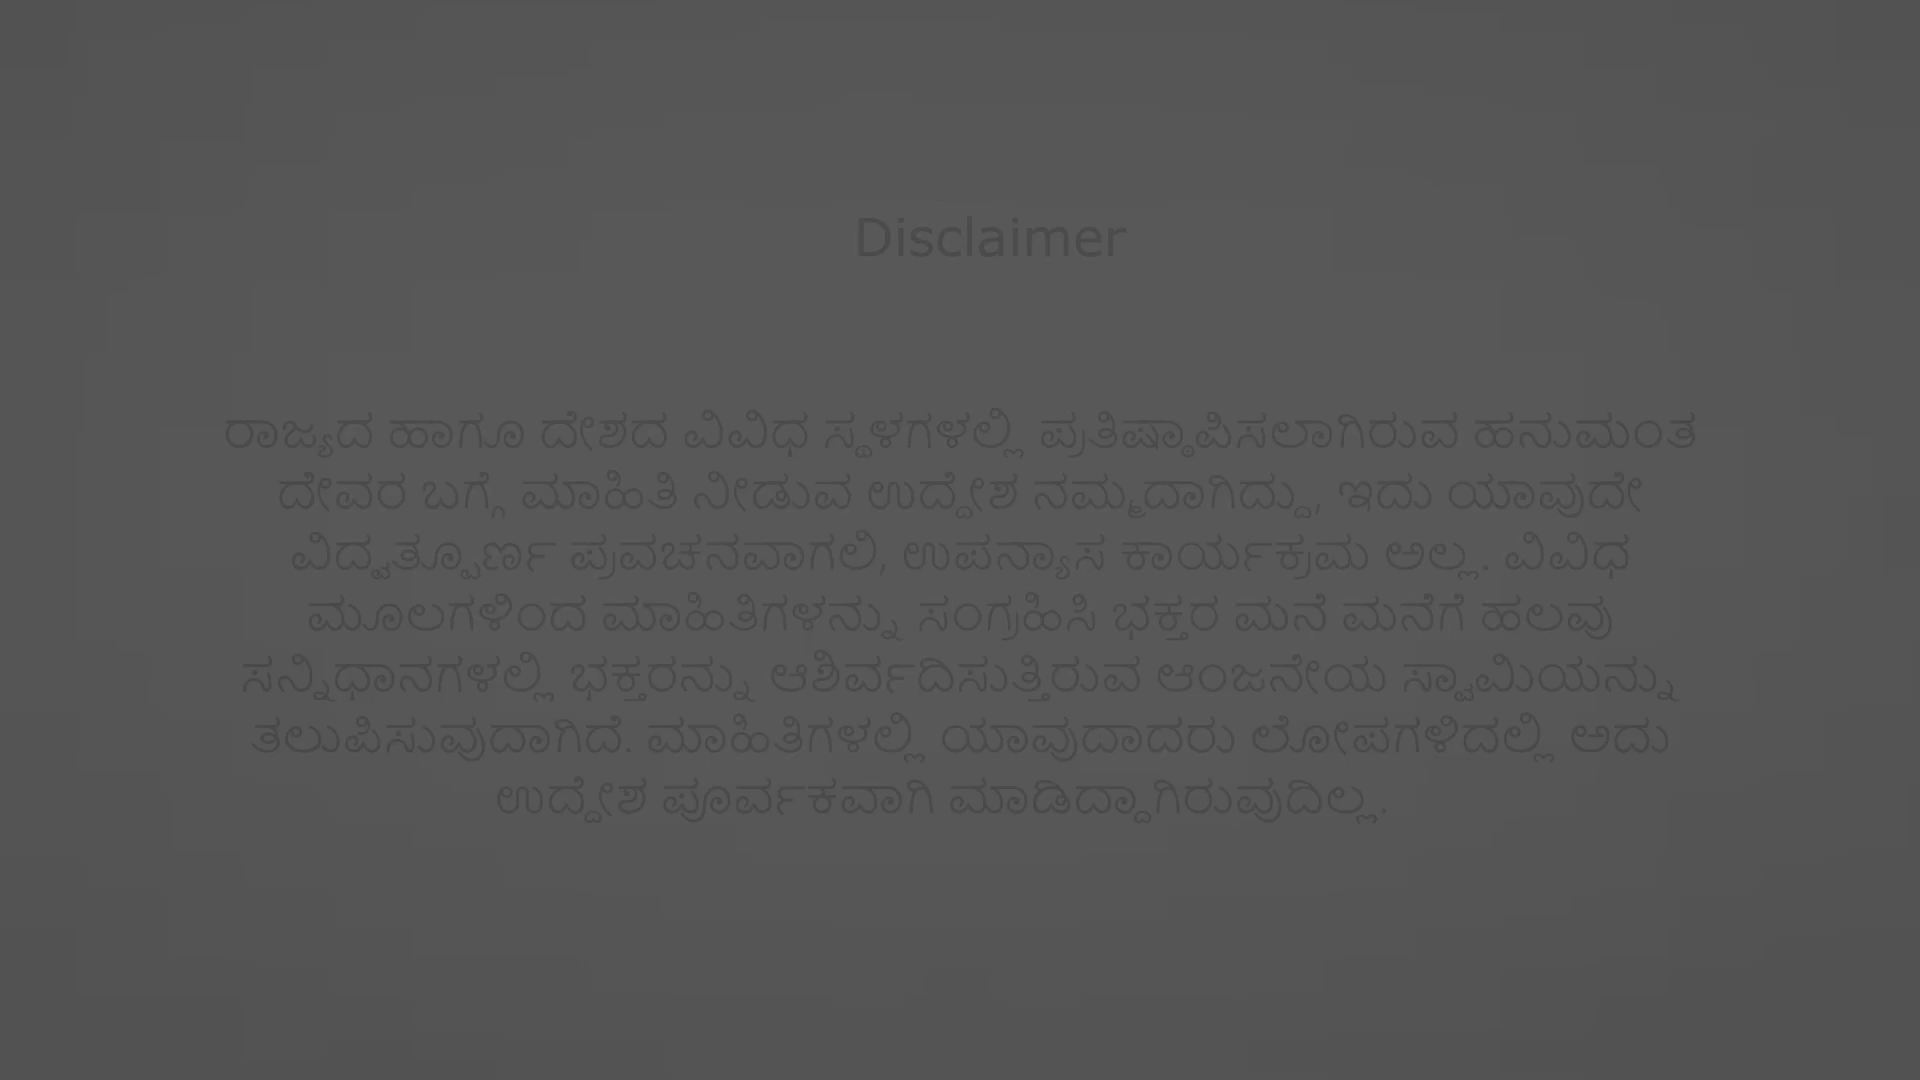 Disclaimer
ರಾಜ್ಯದ ಹಾಗೂ ದೇಶದ ವಿವಿಧ ಸ್ಥಳಗಳಲ್ಲಿ ಪ್ರತಿಷ್ಠಾಪಿಸಲಾಗಿರುವ ಹನುಮಂತ
ದೇವರ ಬಗ್ಗೆ ಮಾಹಿತಿ ನೀಡುವ ಉದ್ದೇಶ ನಮ್ಮದಾಗಿದ್ದು, ಇದು ಯಾವುದೇ
ವಿದ್ವತ್ಪೂರ್ಣ ಪ್ರವಚನವಾಗಲಿ, ಉಪನ್ಯಾಸ ಕಾರ್ಯಕ್ರಮ ಅಲ್ಲ. ವಿವಿಧ
ಮೂಲಗಳಿಂದ ಮಾಹಿತಿಗಳನ್ನು ಸಂಗ್ರಹಿಸಿ ಭಕ್ತರ ಮನೆ ಮನೆಗೆ ಹಲವು
ಸನ್ನಿಧಾನಗಳಲ್ಲಿ ಭಕ್ತರನ್ನು ಆಶಿರ್ವದಿಸುತ್ತಿರುವ ಆಂಜನೇಯ ಸ್ವಾಮಿಯನ್ನು
ತಲುಪಿಸುವುದಾಗಿದೆ. ಮಾಹಿತಿಗಳಲ್ಲಿ ಯಾವುದಾದರು ಲೋಪಗಳಿದಲ್ಲಿ ಅದು
ಉದ್ದೇಶ ಪೂರ್ವಕವಾಗಿ ಮಾಡಿದ್ದಾಗಿರುವುದಿಲ್ಲ.